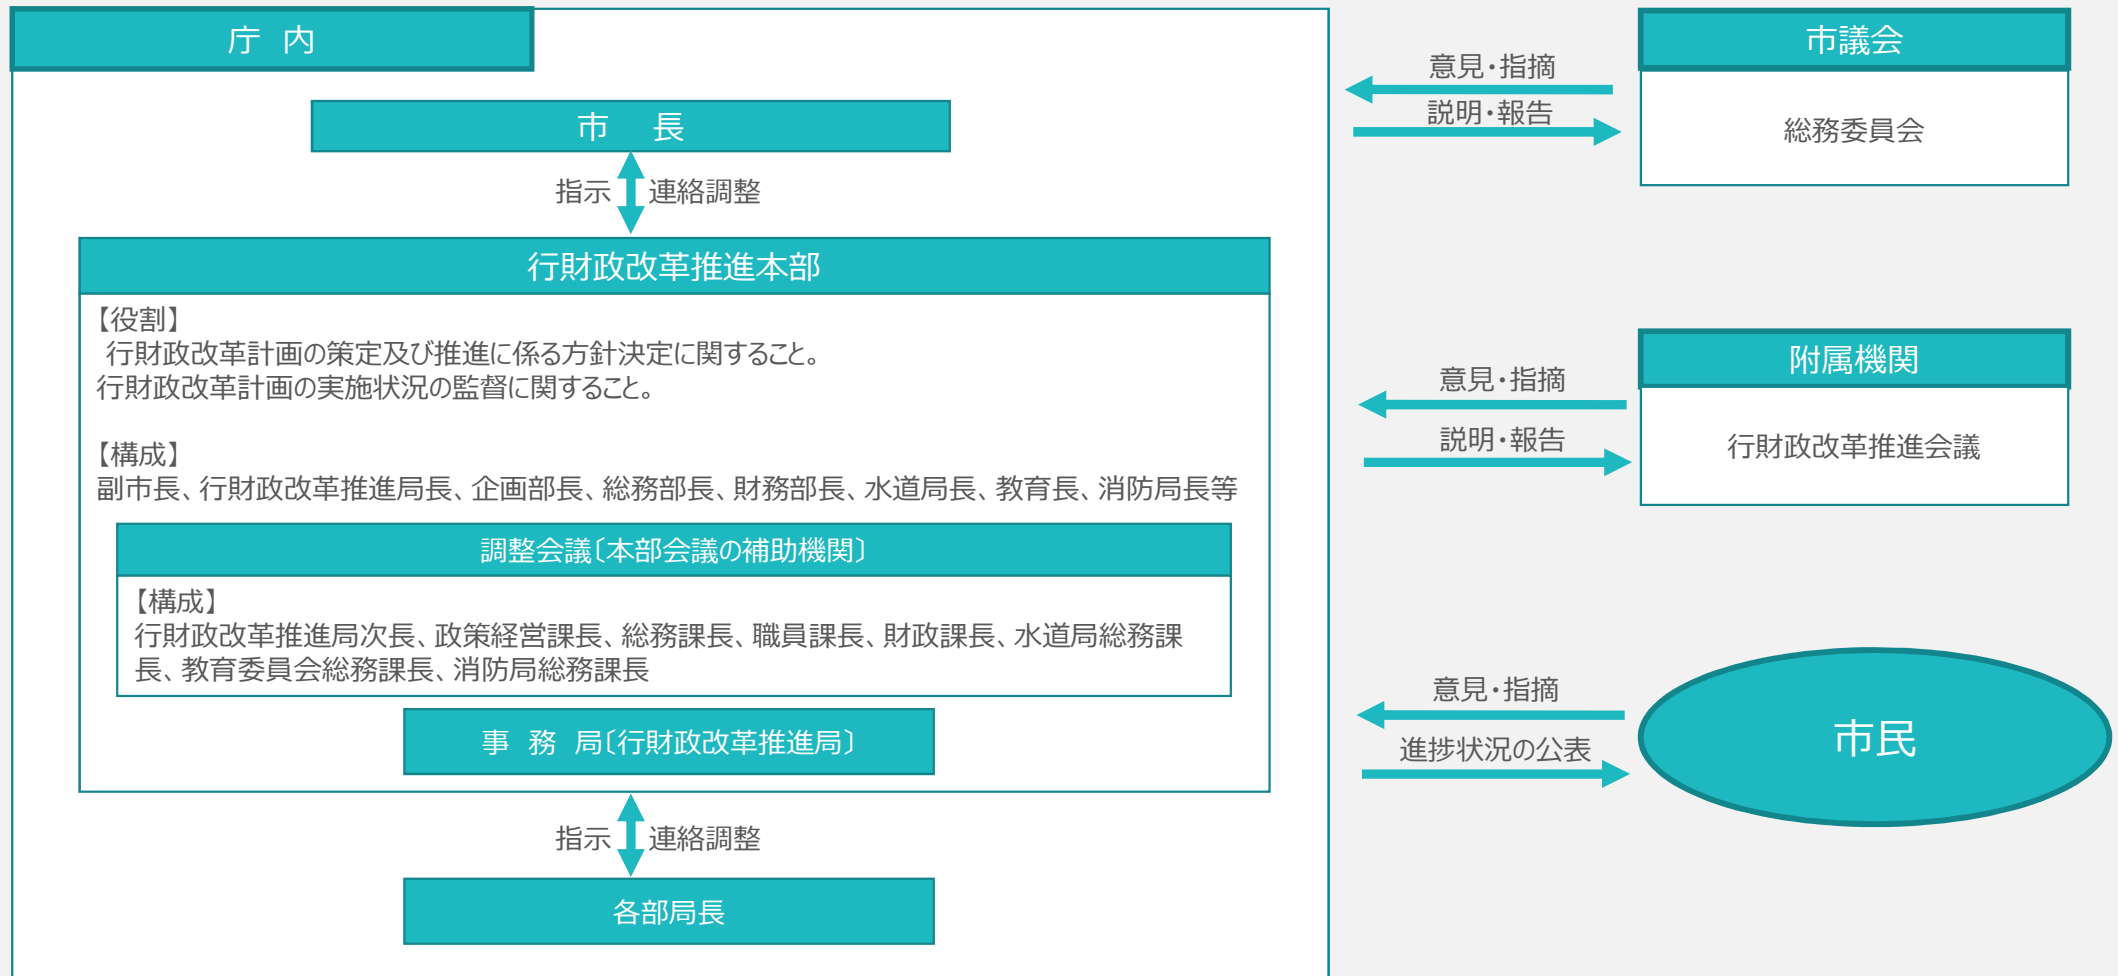 庁 内
市 長
指示 連絡調整
行財政改革推進本部
【役割】
行財政改革計画の策定及び推進に係る方針決定に関すること。
行財政改革計画の実施状況の監督に関すること。
【構成】
副市長、行財政改革推進局長、企画部長、総務部長、財務部長、水道局長、教育長、消防局長等
調整会議〔本部会議の補助機関〕
【構成】
行財政改革推進局次長、政策経営課長、総務課長、職員課長、財政課長、水道局総務課
長、教育委員会総務課長、消防局総務課長
事 務 局〔行財政改革推進局〕
指示 連絡調整
各部局長
意見・指摘
説明・報告
市議会
総務委員会
意見・指摘
説明・報告
附属機関
行財政改革推進会議
意見・指摘
進捗状況の公表
市民